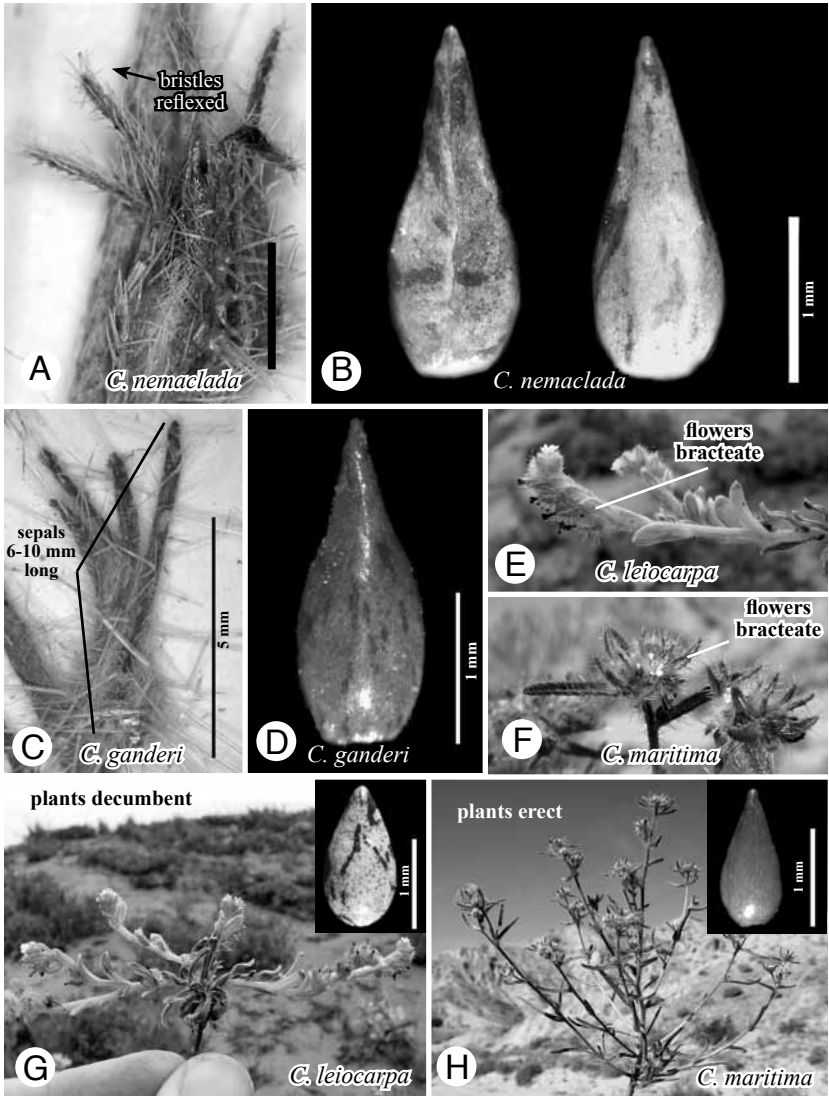 bristles
reflexed
A
C. nemaclada
B
C. nemaclada
1 mm
sepals
6-10 mm
long
5 mm
C
C. ganderi
D
C. ganderi
1 mm
flowers
bracteate
E
C. leiocarpa
flowers
bracteate
F
C. maritima
plants decumbent
1 mm
G
C. leiocarpa
plants erect
1 mm
H
C. maritima